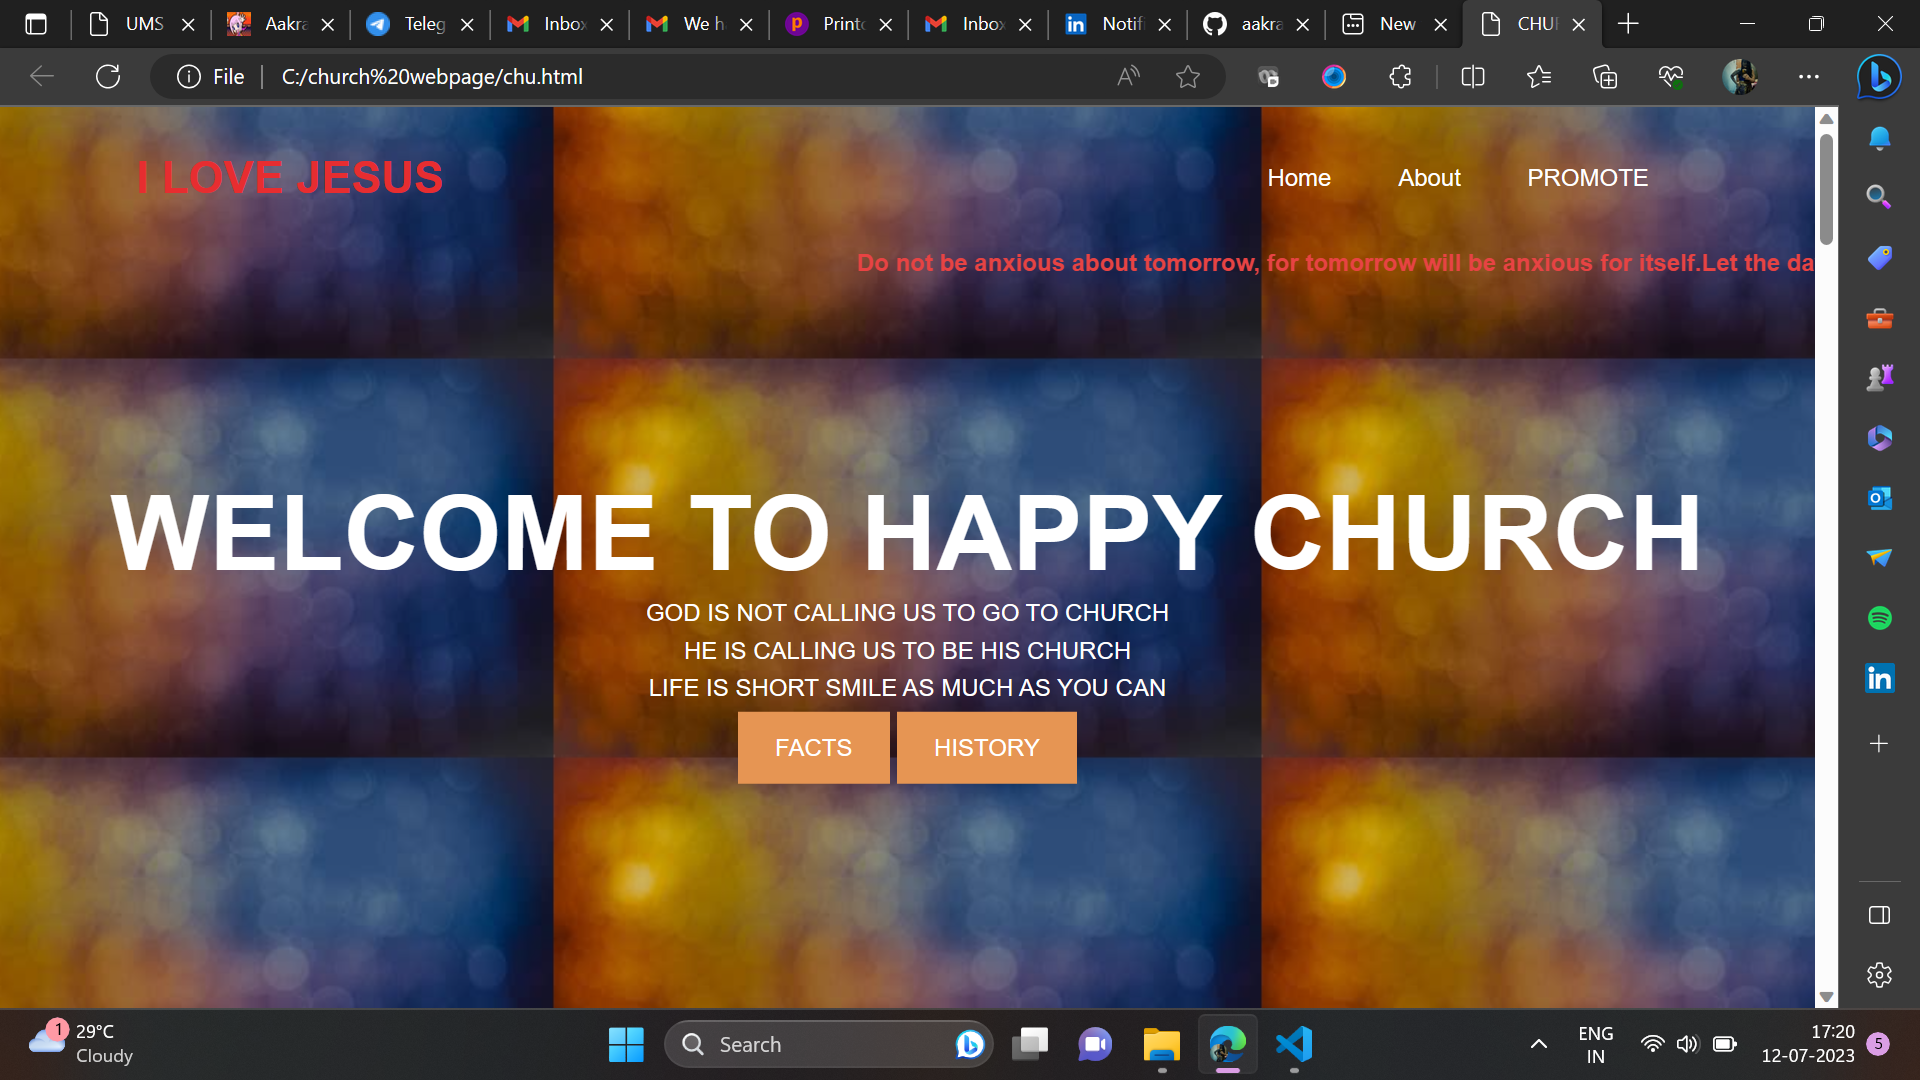 UMS
Aakra
Teleg
Inbox
We h
Printo
Inbox
Notifi
aakra
New
CHUR
File
C:/church%20webpage/chu.html
I LOVE JESUS
Home
About
PROMOTE
Do not be anxious about tomorrow, for tomorrow will be anxious for itself.Let the da
WELCOME TO HAPPY CHURCH
GOD IS NOT CALLING US TO GO TO CHURCH
HE IS CALLING US TO BE HIS CHURCH
LIFE IS SHORT SMILE AS MUCH AS YOU CAN
FACTS
HISTORY
1
29°C
Cloudy
Search
ENG
IN
17:20
12-07-2023
5